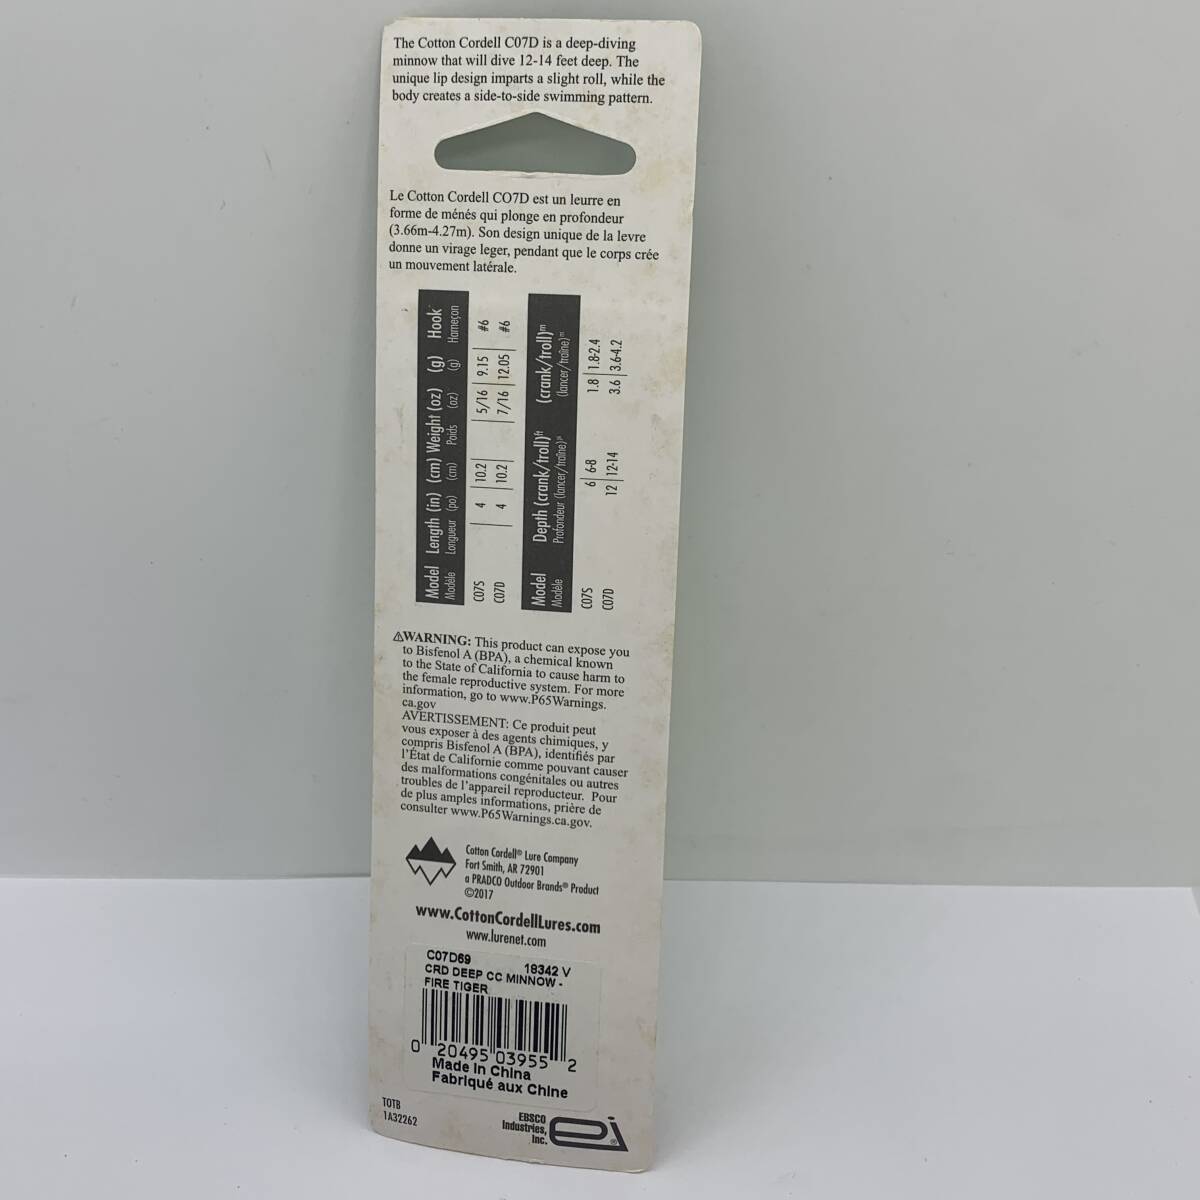 The Cotton Cordell C07D is a deep-diving
minnow that will dive 12-14 feet deep. The
unique lip design imparts a slight roll, while the
body creates a side-to-side swimming pattern.
Le Cotton Cordell CO7D est un leurre en
forme de ménés qui plonge en profondeur
(3.66m-4.27m). Son design unique de la levre
donne un virage leger, pendant que le corps crée
un mouvement latérale.
Model Length (in) (cm) Weight (oz) (g) Hook
Modèle Longueur (po) (cm) Poids (oz) (g) Hameçon
C07S 4 10.2 5/16 9.15 #6
C07D 4 10.2 7/16 12.05 #6
Model Depth (crank/troll)ft (crank/troll)m
Modèle Profondeur (lancer/traîne)pi (lancer/traîne)m
C07S 6 6-8 1.8 1.8-2.4
C07D 12 12-14 3.6 3.6-4.2
⚠WARNING: This product can expose you
to Bisfenol A (BPA), a chemical known
to the State of California to cause harm to
the female reproductive system. For more
information, go to www.P65Warnings.
ca.gov
AVERTISSEMENT: Ce produit peut
vous exposer à des agents chimiques, y
compris Bisfenol A (BPA), identifiés par
l'État de Californie comme pouvant causer
des malformations congénitales ou autres
troubles de l'appareil reproducteur. Pour
de plus amples informations, prière de
consulter www.P65Warnings.ca.gov.
Cotton Cordell® Lure Company
Fort Smith, AR 72901
a PRADCO Outdoor Brands® Product
©2017
www.CottonCordellLures.com
www.lurenet.com
C07D69 18342 V
CRD DEEP CC MINNOW -
FIRE TIGER
0 20495 03955 2
Made in China
Fabriqué aux Chine
TOTB
1A32262
EBSCO
Industries,
Inc.
ei®